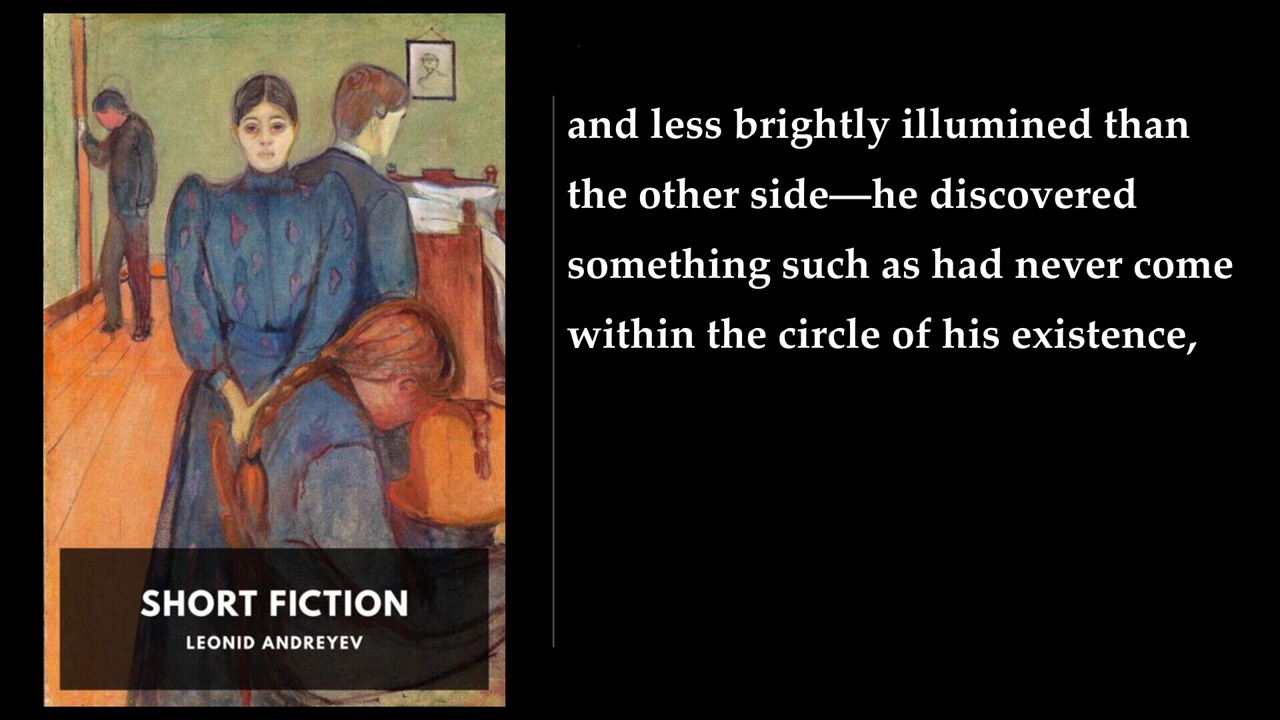 and less brightly illumined than
the other side—he discovered
something such as had never come
within the circle of his existence,
SHORT FICTION
LEONID ANDREYEV